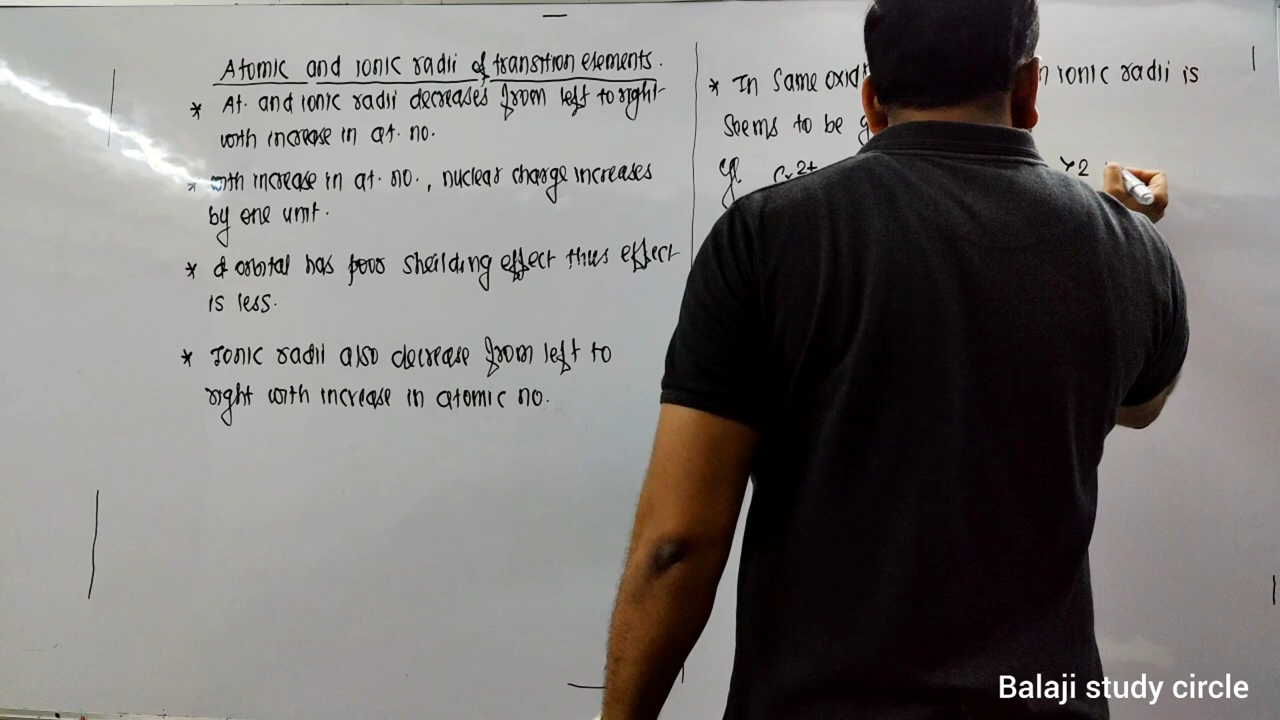 Atomic and ionic radii of transition elements.
* At. and ionic radii decreases from left to right
with increase in at. no.
* with increase in at. no., nuclear charge increases
by one unit.
* d orbital has poor sheilding effect thus effect
is less.
* Ionic radii also decrease from left to
right with increase in atomic no.
* In Same oxid n ionic radii is
Seems to be g
Cr2+ 2
Balaji study circle